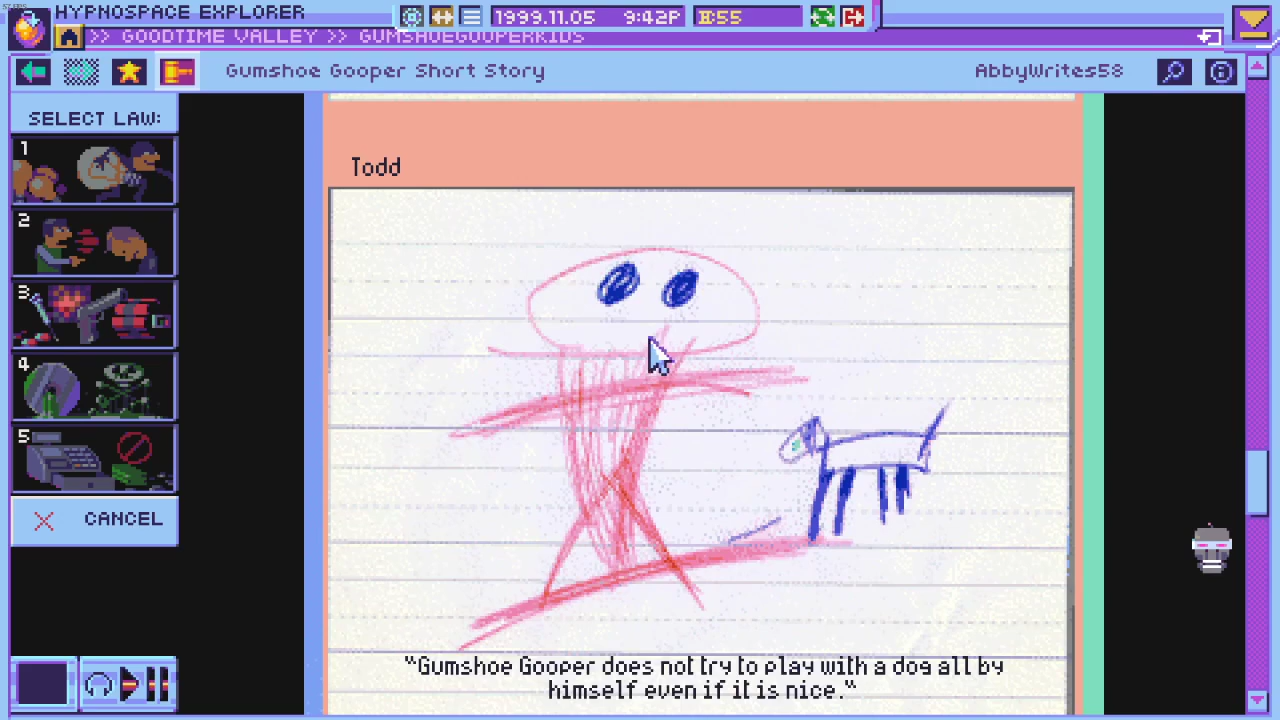 HYPNOSPACE EXPLORER
1999.11.05 9:42P
:55
>> GOODTIME VALLEY >> GUMSHOEGOOPERKIDS
Gumshoe Gooper Short Story
AbbyWrites58
SELECT LAW:
1
2
3
4
5
CANCEL
Todd
"Gumshoe Gooper does not try to play with a dog all by
himself even if it is nice."